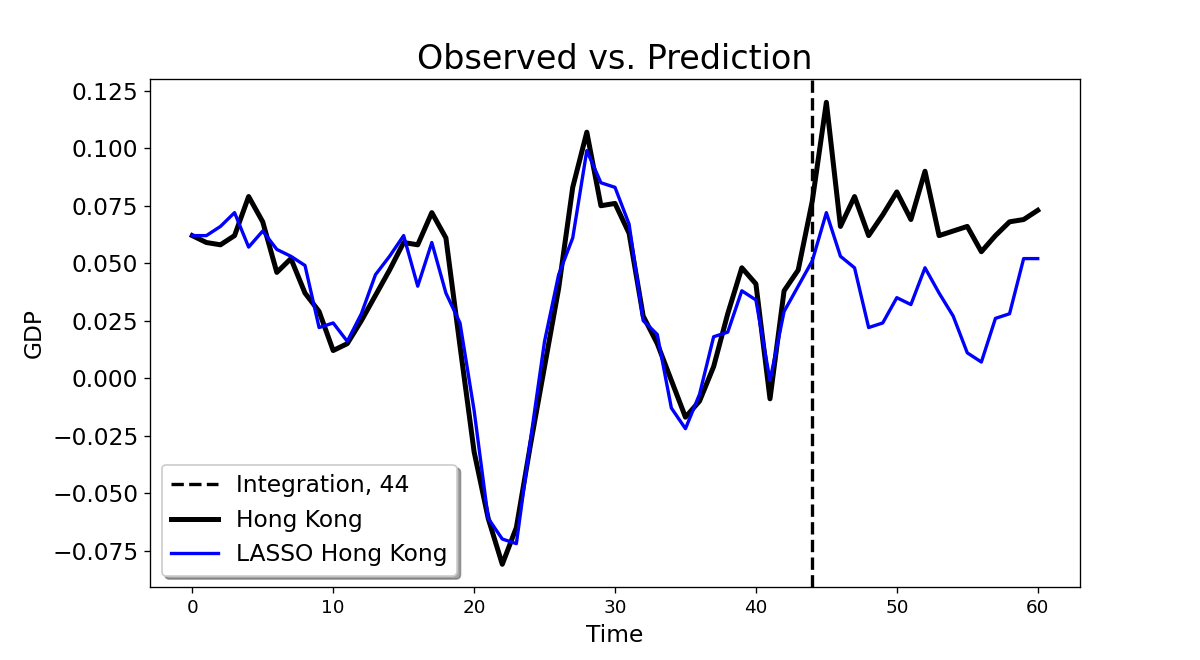 Observed vs. Prediction
0.125
0.100
0.075
0.050
0.025
0.000
−0.025
−0.050
−0.075
GDP
Integration, 44
Hong Kong
LASSO Hong Kong
0 10 20 30 40 50 60
Time